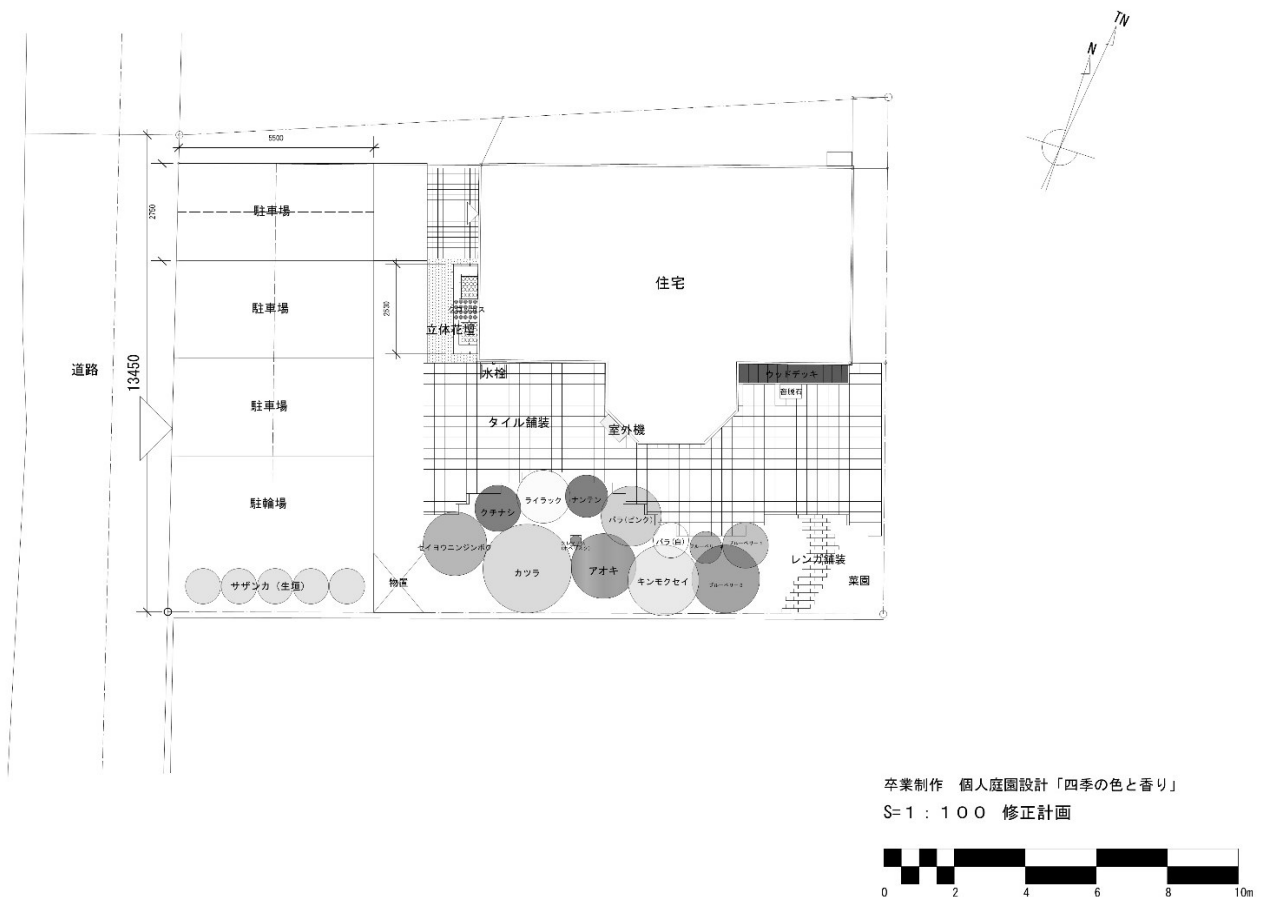 TN
N
5500
2750
駐車場
住宅
駐車場
2530
立体花壇
道路
13450
水栓
ウッドデッキ
駐車場
タイル舗装
室外機
駐輪場
ライラック
ナンテン
クチナシ
バラ(ピンク)
バラ(白)
セイヨウニンジンボク
カツラ
アオキ
キンモクセイ
レンガ舗装
菜園
サザンカ（生垣）
物置
卒業制作 個人庭園設計「四季の色と香り」
S=１：１００ 修正計画
0 2 4 6 8 10m